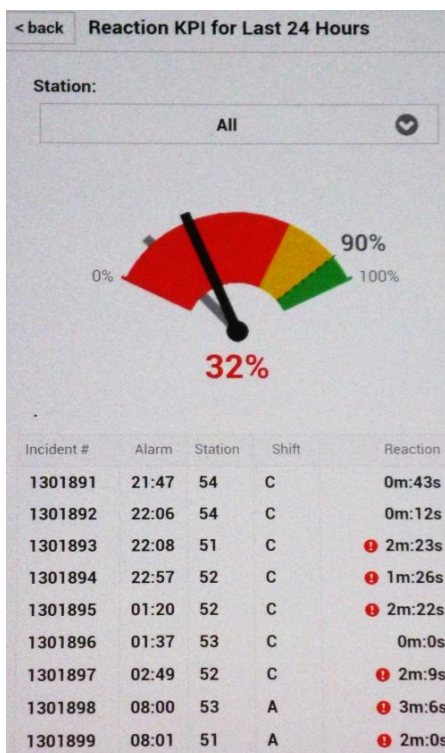 < back Reaction KPI for Last 24 Hours
Station:
All
90%
0% 100%
32%
Incident # Alarm Station Shift Reaction
1301891 21:47 54 C 0m:43s
1301892 22:06 54 C 0m:12s
1301893 22:08 51 C 2m:23s
1301894 22:57 52 C 1m:26s
1301895 01:20 52 C 2m:22s
1301896 01:37 53 C 0m:0s
1301897 02:49 52 C 2m:9s
1301898 08:00 53 A 3m:6s
1301899 08:01 51 A 2m:0s